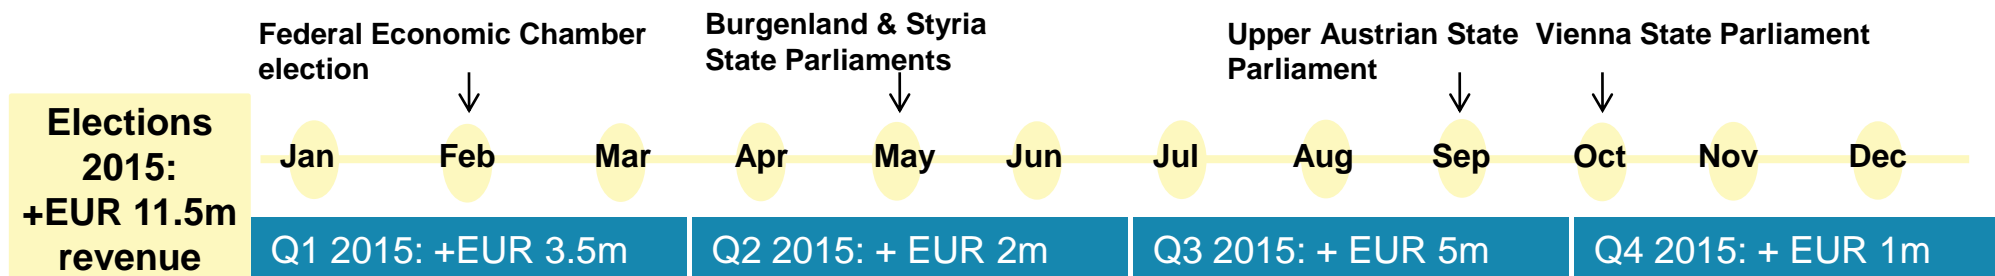 Federal Economic Chamber
election
Burgenland & Styria
State Parliaments
Upper Austrian State
Parliament
Vienna State Parliament
Elections
2015:
+EUR 11.5m
revenue
Jan Feb Mar Apr May Jun Jul Aug Sep Oct Nov Dec
Q1 2015: +EUR 3.5m
Q2 2015: + EUR 2m
Q3 2015: + EUR 5m
Q4 2015: + EUR 1m